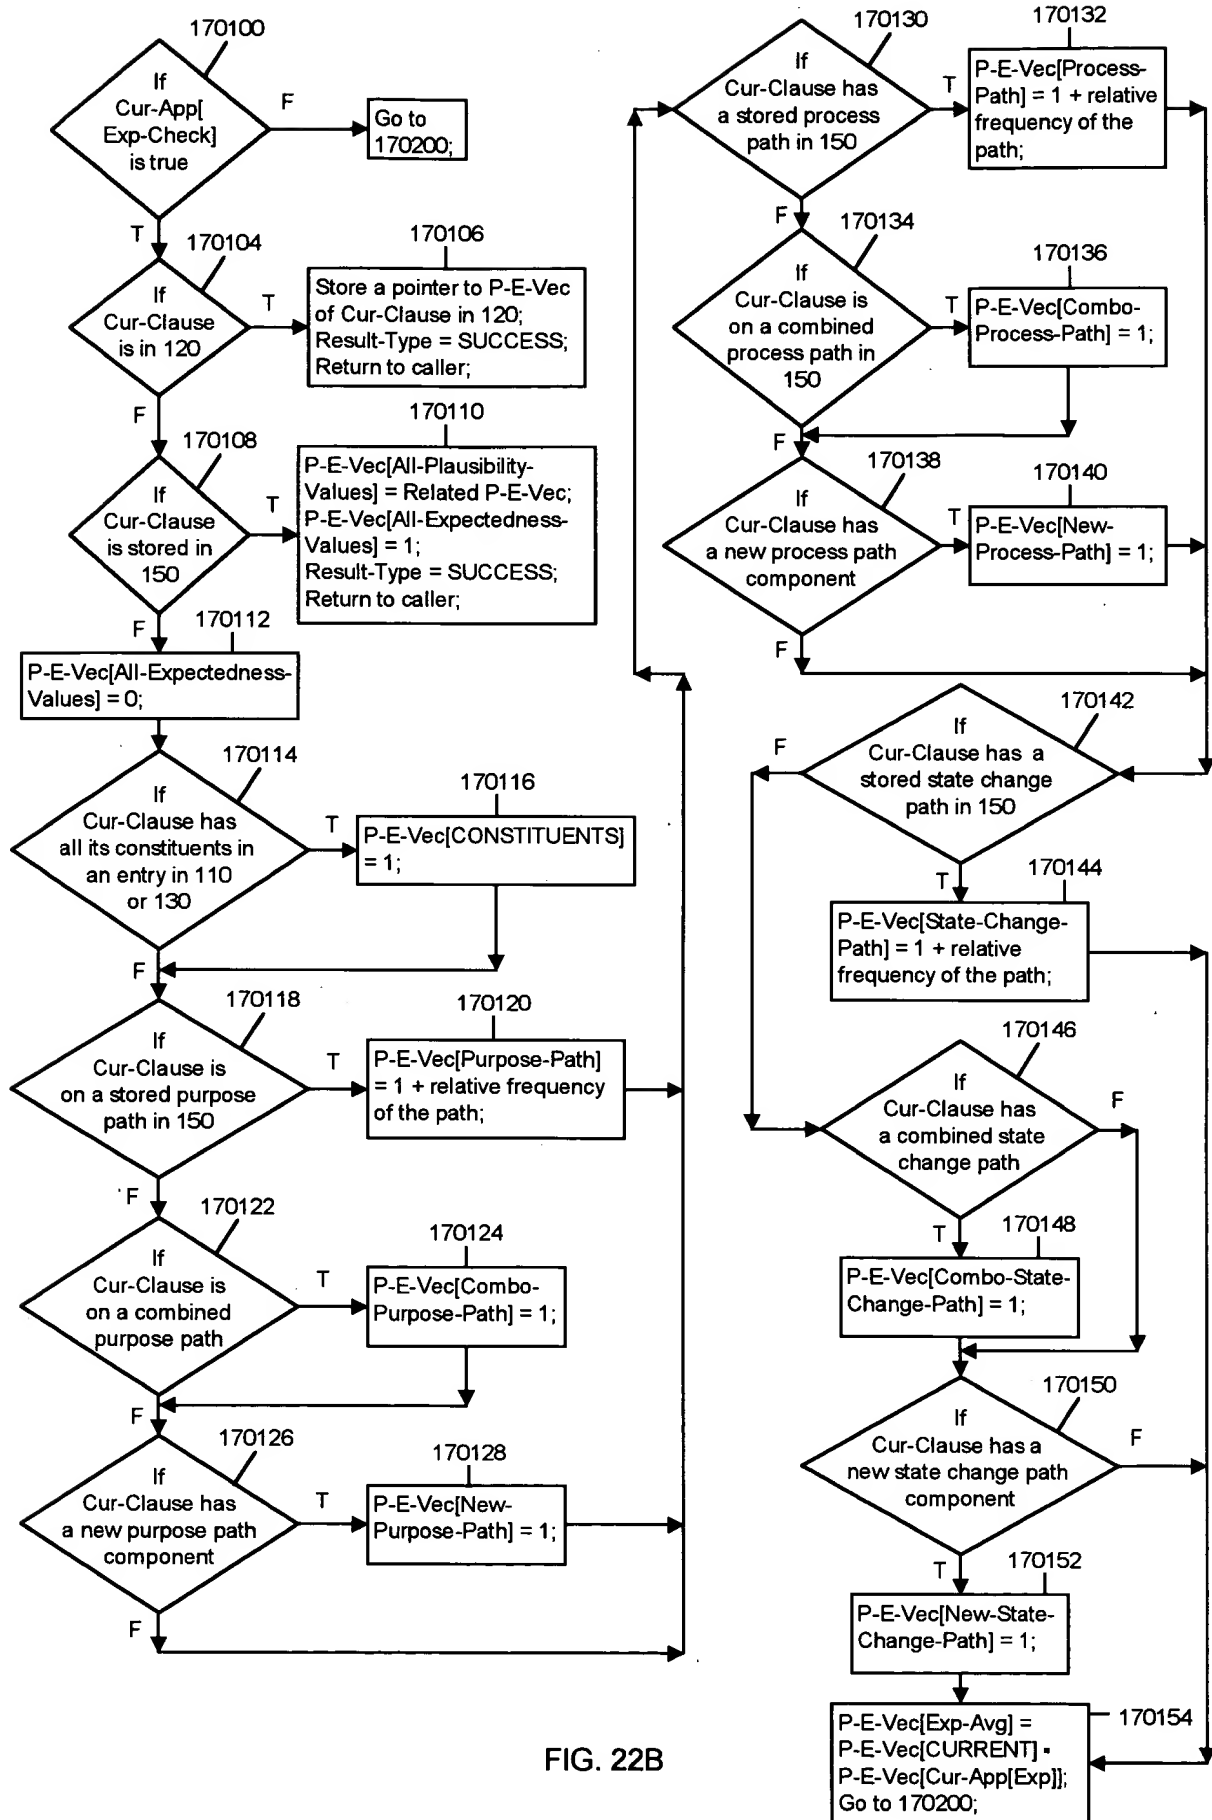 170100
If
Cur-App[
Exp-Check]
is true
F
Go to
170200;
T
170104
If
Cur-Clause
is in 120
T
170106
Store a pointer to P-E-Vec
of Cur-Clause in 120;
Result-Type = SUCCESS;
Return to caller;
F
170108
If
Cur-Clause
is stored in
150
T
170110
P-E-Vec[All-Plausibility-
Values] = Related P-E-Vec;
P-E-Vec[All-Expectedness-
Values] = 1;
Result-Type = SUCCESS;
Return to caller;
F
170112
P-E-Vec[All-Expectedness-
Values] = 0;
170114
If
Cur-Clause has
all its constituents in
an entry in 110
or 130
T
170116
P-E-Vec[CONSTITUENTS]
= 1;
F
170118
If
Cur-Clause is
on a stored purpose
path in 150
T
170120
P-E-Vec[Purpose-Path]
= 1 + relative frequency
of the path;
F
170122
If
Cur-Clause is
on a combined
purpose path
T
170124
P-E-Vec[Combo-
Purpose-Path] = 1;
F
170126
If
Cur-Clause has
a new purpose path
component
T
170128
P-E-Vec[New-
Purpose-Path] = 1;
F
170130
If
Cur-Clause has
a stored process
path in 150
T
170132
P-E-Vec[Process-
Path] = 1 + relative
frequency of the
path;
F
170134
If
Cur-Clause is
on a combined
process path in
150
T
170136
P-E-Vec[Combo-
Process-Path] = 1;
F
170138
If
Cur-Clause has
a new process path
component
T
170140
P-E-Vec[New-
Process-Path] = 1;
F
170142
If
Cur-Clause has a
stored state change
path in 150
F
T
170144
P-E-Vec[State-Change-
Path] = 1 + relative
frequency of the path;
170146
If
Cur-Clause has
a combined state
change path
F
T
170148
P-E-Vec[Combo-State-
Change-Path] = 1;
170150
If
Cur-Clause has a
new state change path
component
F
T
170152
P-E-Vec[New-State-
Change-Path] = 1;
170154
P-E-Vec[Exp-Avg] =
P-E-Vec[CURRENT] ▪
P-E-Vec[Cur-App[Exp]];
Go to 170200;
FIG. 22B